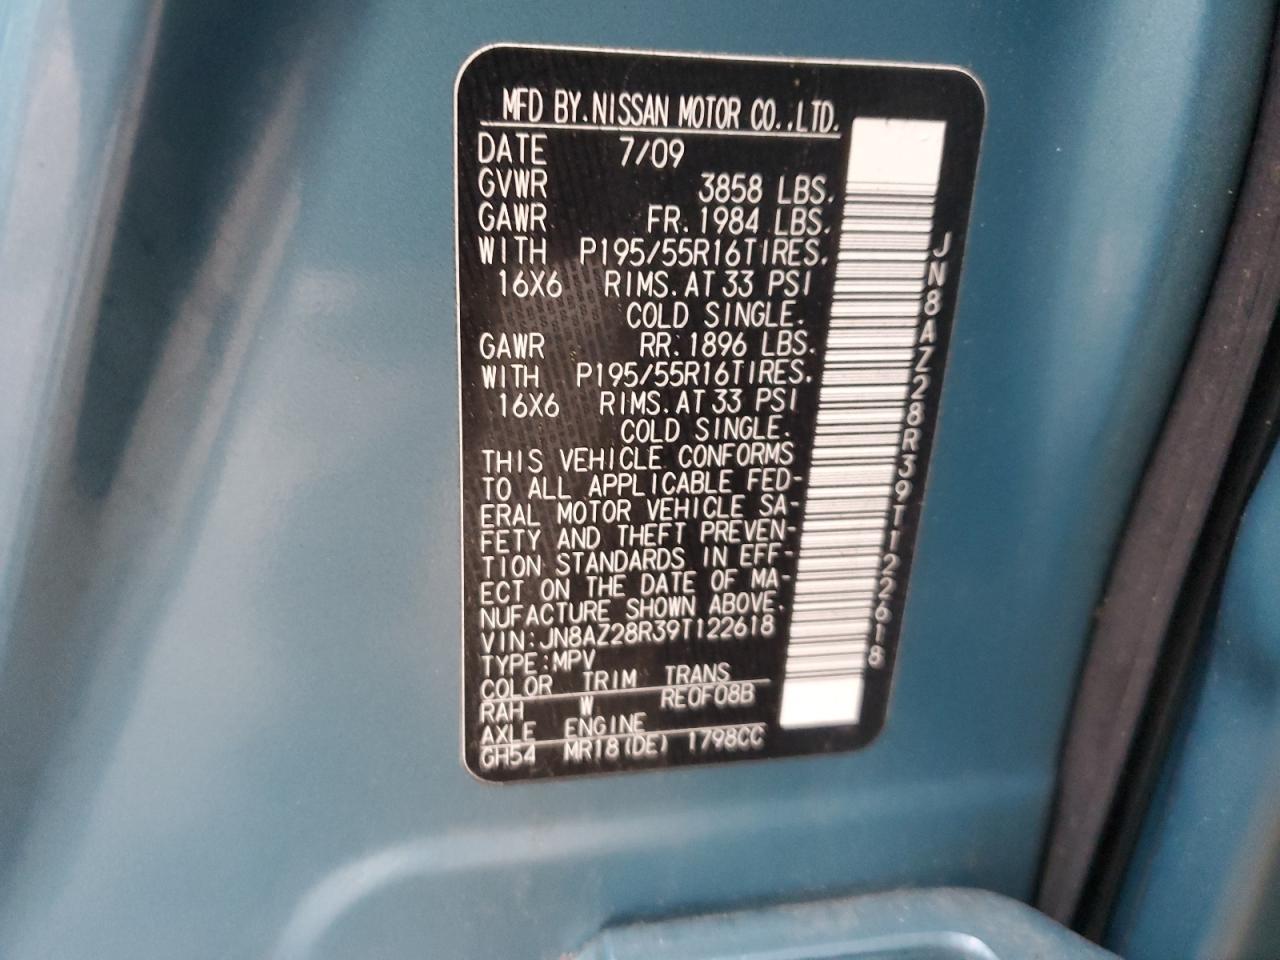 MFD BY.NISSAN MOTOR CO.,LTD.
DATE 7/09
GVWR 3858 LBS.
GAWR FR.1984 LBS.
WITH P195/55R16TIRES.
16X6 RIMS.AT 33 PSI
COLD SINGLE.
GAWR RR.1896 LBS.
WITH P195/55R16TIRES.
16X6 RIMS.AT 33 PSI
COLD SINGLE.
THIS VEHICLE CONFORMS
TO ALL APPLICABLE FED-
ERAL MOTOR VEHICLE SA-
FETY AND THEFT PREVEN-
TION STANDARDS IN EFF-
ECT ON THE DATE OF MA-
NUFACTURE SHOWN ABOVE.
VIN:JN8AZ28R39T122618
TYPE:MPV
COLOR TRIM TRANS
RAH W RE0F08B
AXLE ENGINE
GH54 MR18(DE) 1798CC
JN8AZ28R39T122618